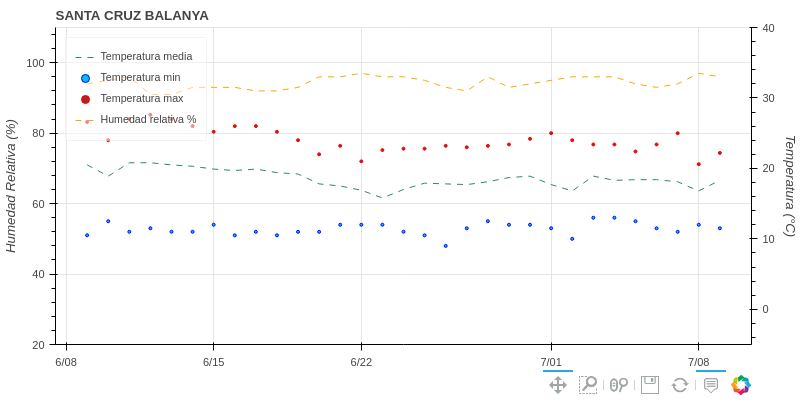 SANTA CRUZ BALANYA
Temperatura media
Temperatura min
Temperatura max
Humedad relativa %
Humedad Relativa (%)
100
80
60
40
20
Temperatura (°C)
40
30
20
10
0
6/08
6/15
6/22
7/01
7/08